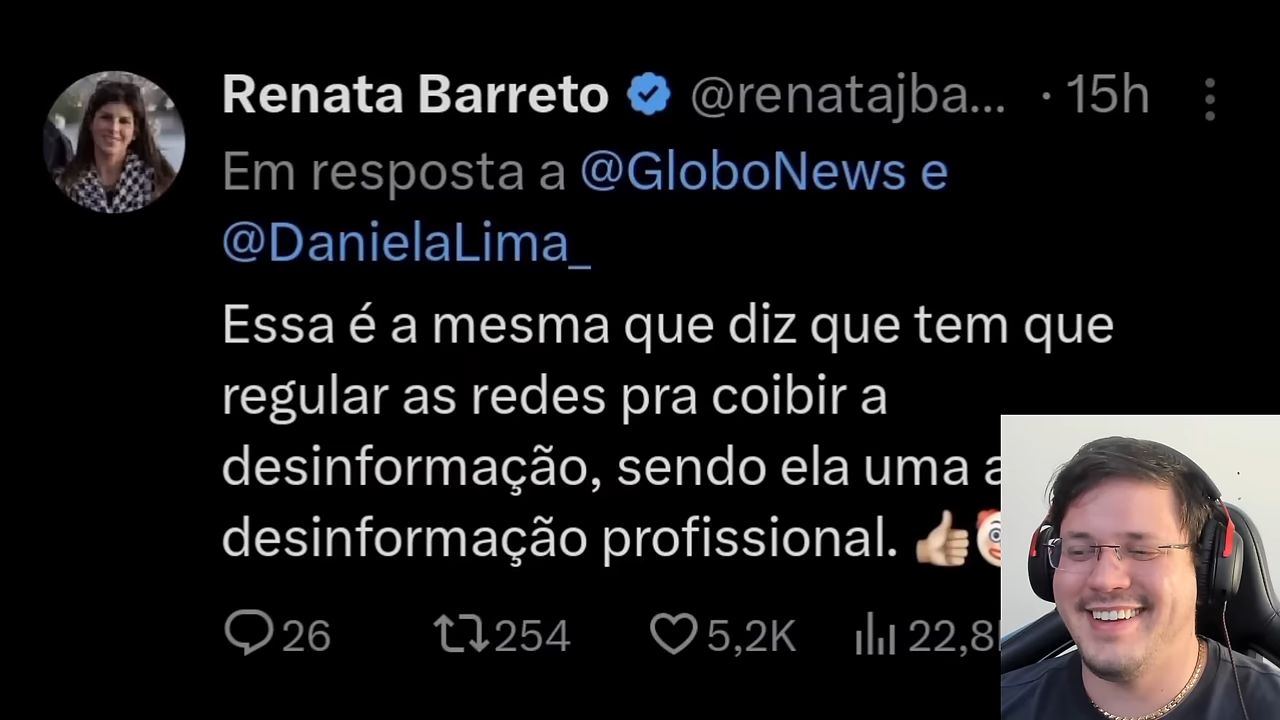 Renata Barreto @renatajba... · 15h
Em resposta a @GloboNews e
@DanielaLima_
Essa é a mesma que diz que tem que
regular as redes pra coibir a
desinformação, sendo ela uma a
desinformação profissional. 👍🏼🤡
26 254 5,2K 22,8